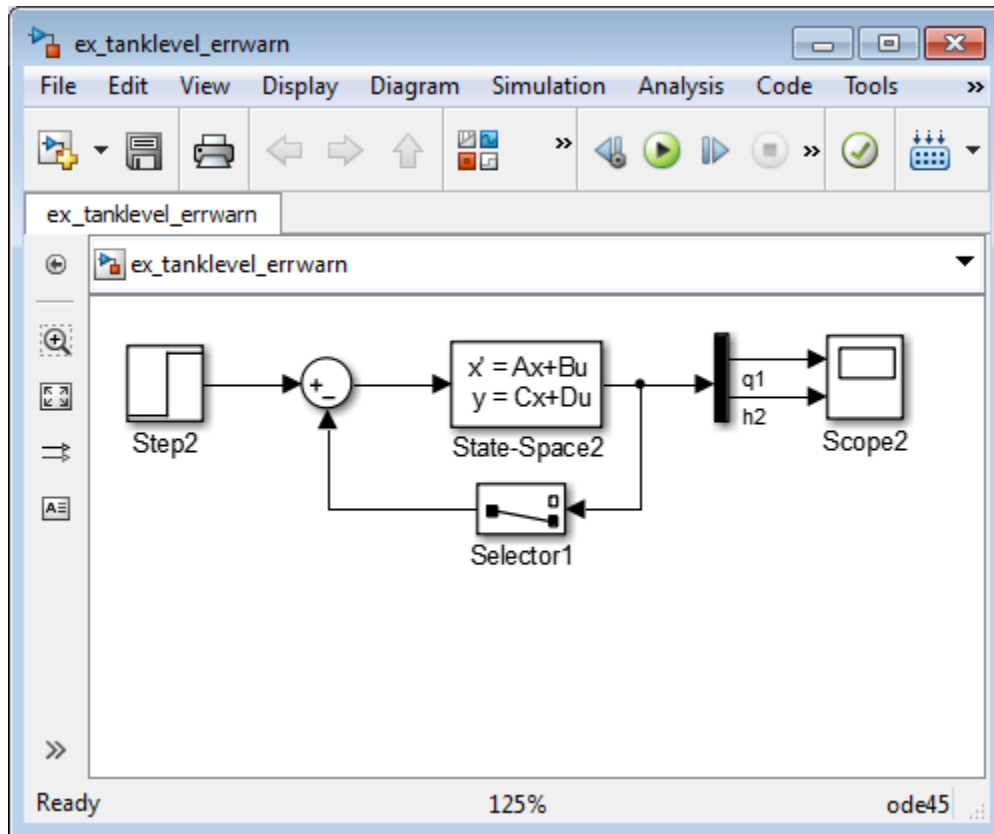 ex_tanklevel_errwarn
File Edit View Display Diagram Simulation Analysis Code Tools »
» »
ex_tanklevel_errwarn
ex_tanklevel_errwarn
x' = Ax+Bu
y = Cx+Du
+
−
q1
h2
Step2
State-Space2
Scope2
Selector1
»
Ready 125% ode45